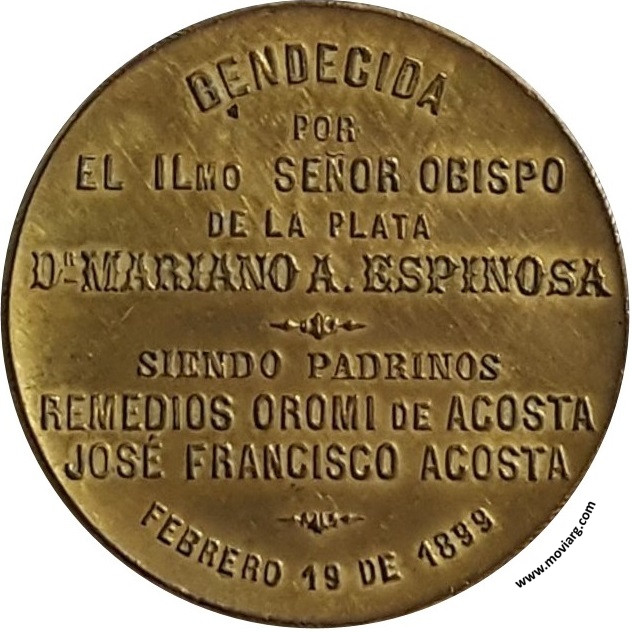 BENDECIDA
POR
EL ILMO SEÑOR OBISPO
DE LA PLATA
Dr. MARIANO A. ESPINOSA
SIENDO PADRINOS
REMEDIOS OROMI DE ACOSTA
JOSÉ FRANCISCO ACOSTA
FEBRERO 19 DE 1899
www.moviarg.com